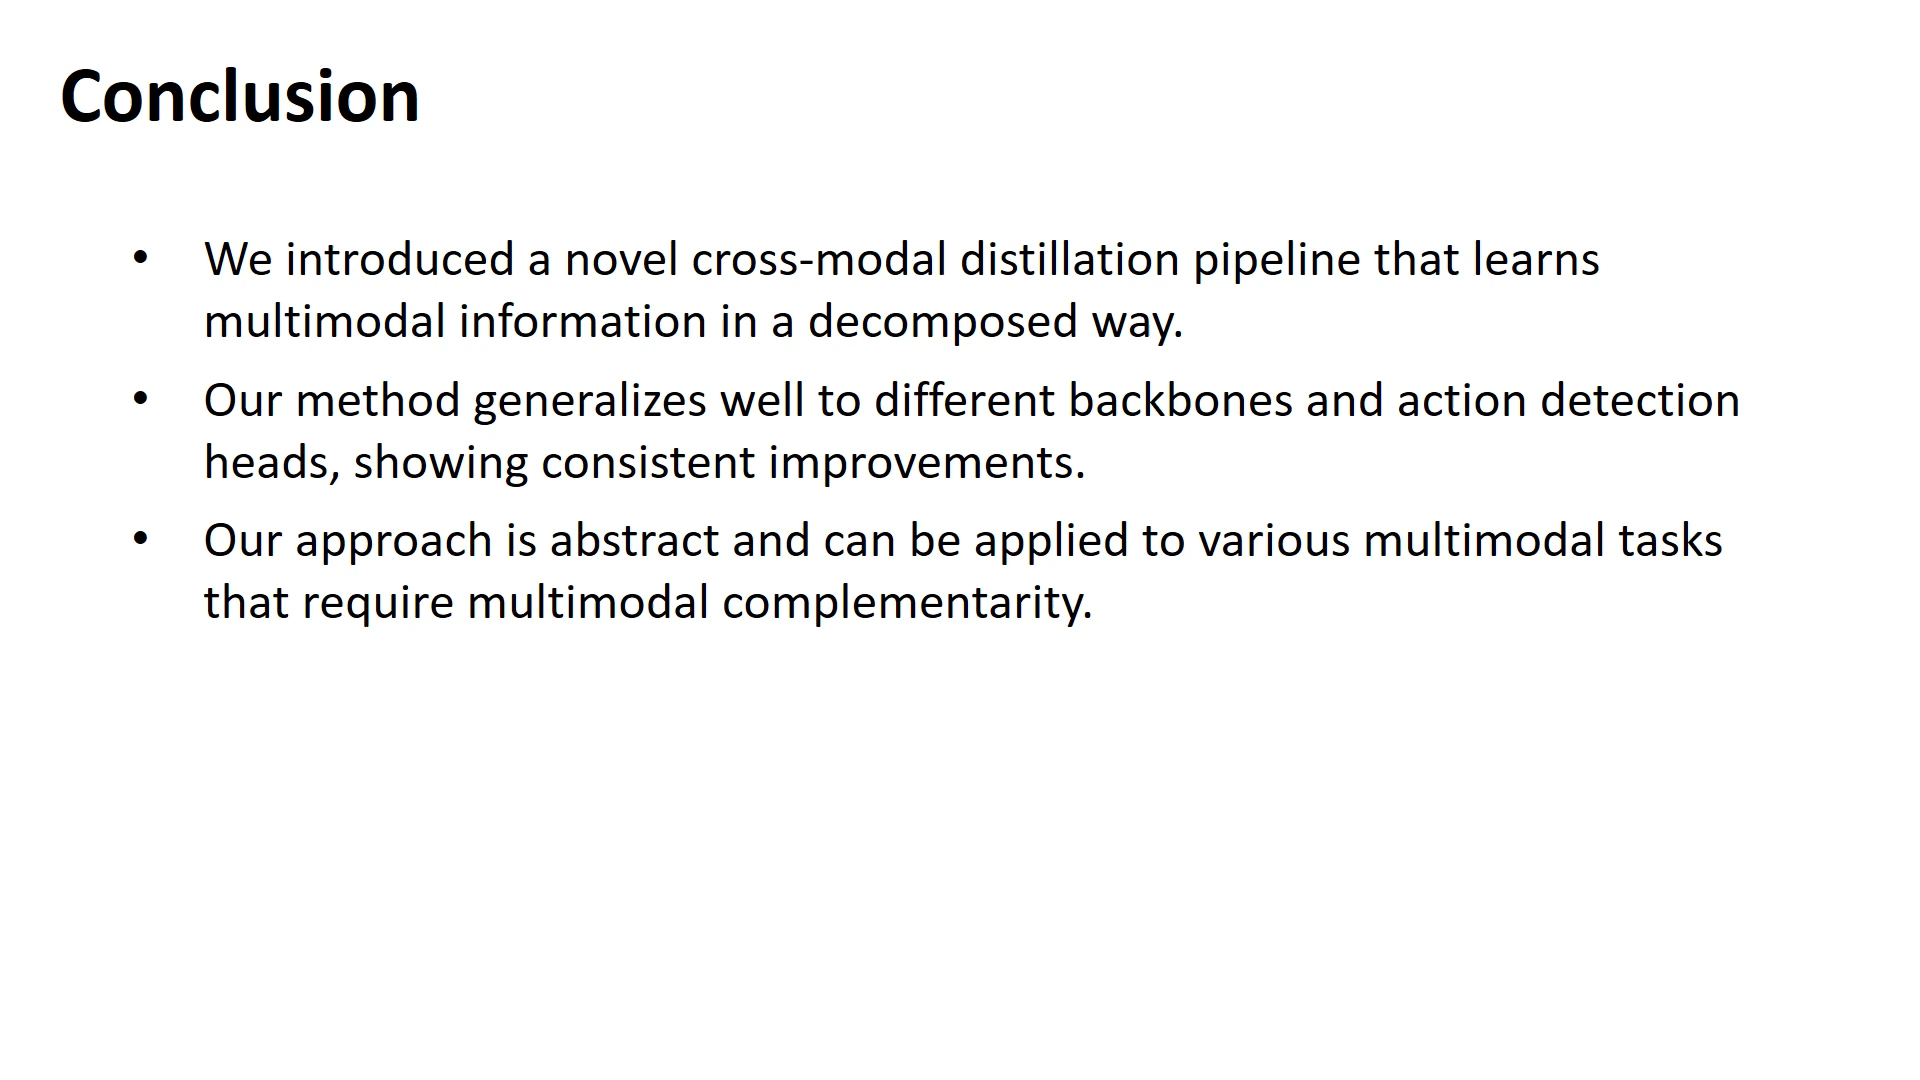 Conclusion
• We introduced a novel cross-modal distillation pipeline that learns
multimodal information in a decomposed way.
• Our method generalizes well to different backbones and action detection
heads, showing consistent improvements.
• Our approach is abstract and can be applied to various multimodal tasks
that require multimodal complementarity.